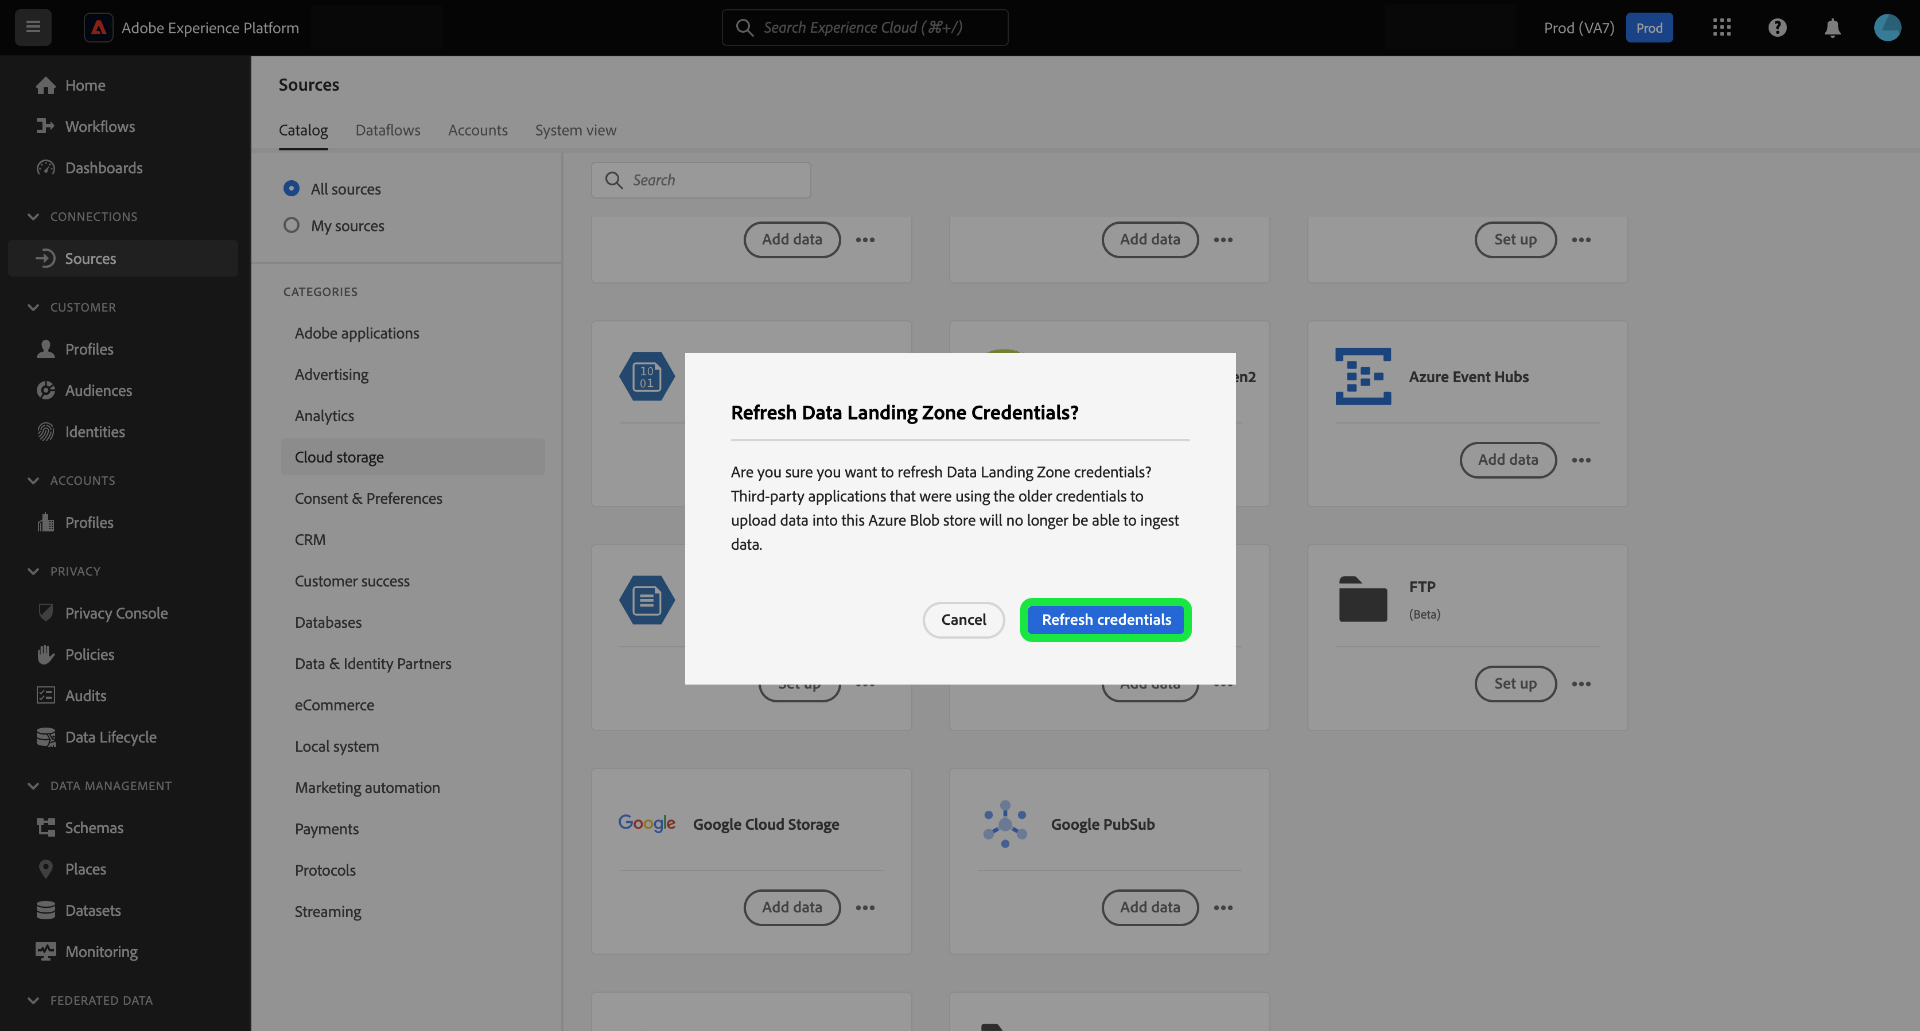 Adobe Experience Platform
Search Experience Cloud (⌘+/)
Prod (VA7)
Prod
Home
Workflows
Dashboards
CONNECTIONS
Sources
CUSTOMER
Profiles
Audiences
Identities
ACCOUNTS
Profiles
PRIVACY
Privacy Console
Policies
Audits
Data Lifecycle
DATA MANAGEMENT
Schemas
Places
Datasets
Monitoring
FEDERATED DATA
Sources
Catalog
Dataflows
Accounts
System view
All sources
My sources
CATEGORIES
Adobe applications
Advertising
Analytics
Cloud storage
Consent & Preferences
CRM
Customer success
Databases
Data & Identity Partners
eCommerce
Local system
Marketing automation
Payments
Protocols
Streaming
Search
Add data
Add data
Set up
10
01
en2
Azure Event Hubs
Add data
Refresh Data Landing Zone Credentials?
Are you sure you want to refresh Data Landing Zone credentials?
Third-party applications that were using the older credentials to
upload data into this Azure Blob store will no longer be able to ingest
data.
Cancel
Refresh credentials
FTP
(Beta)
Set up
Add data
Set up
Google
Google Cloud Storage
Add data
Google PubSub
Add data